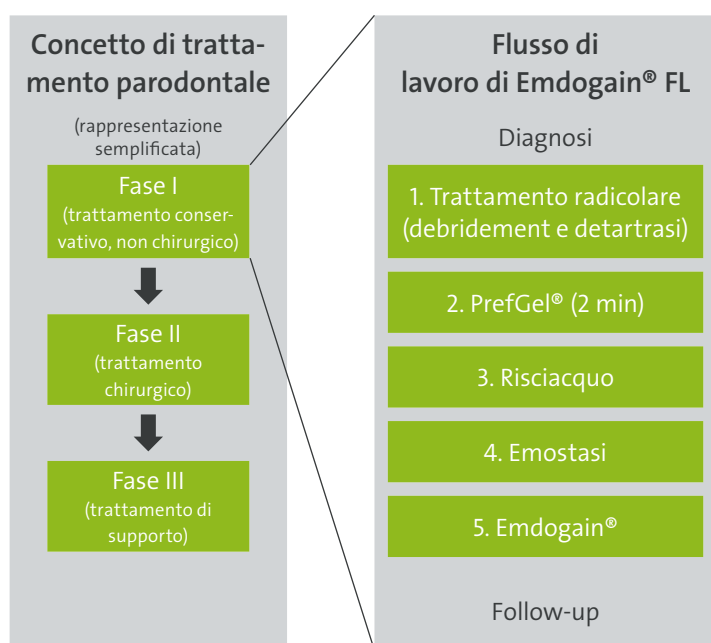 Concetto di tratta-
mento parodontale
(rappresentazione
semplificata)
Fase I
(trattamento conser-
vativo, non chirurgico)
Fase II
(trattamento
chirurgico)
Fase III
(trattamento di
supporto)
Flusso di
lavoro di Emdogain® FL
Diagnosi
1. Trattamento radicolare
(debridement e detartrasi)
2. PrefGel® (2 min)
3. Risciacquo
4. Emostasi
5. Emdogain®
Follow-up